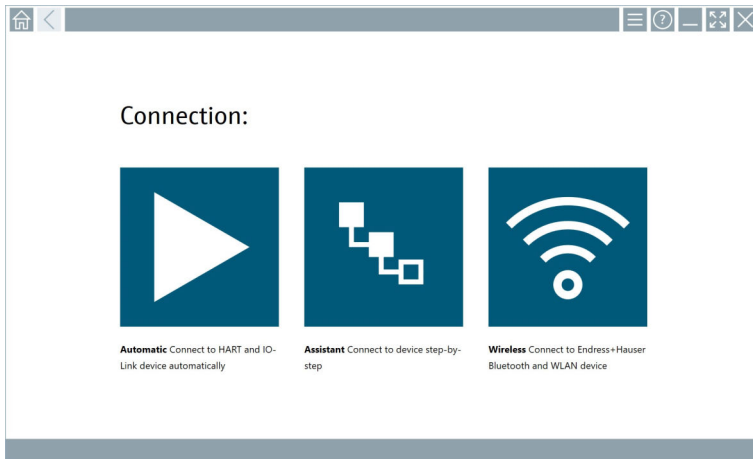 ?
Connection:
Automatic Connect to HART and IO-
Link device automatically
Assistant Connect to device step-by-
step
Wireless Connect to Endress+Hauser
Bluetooth and WLAN device